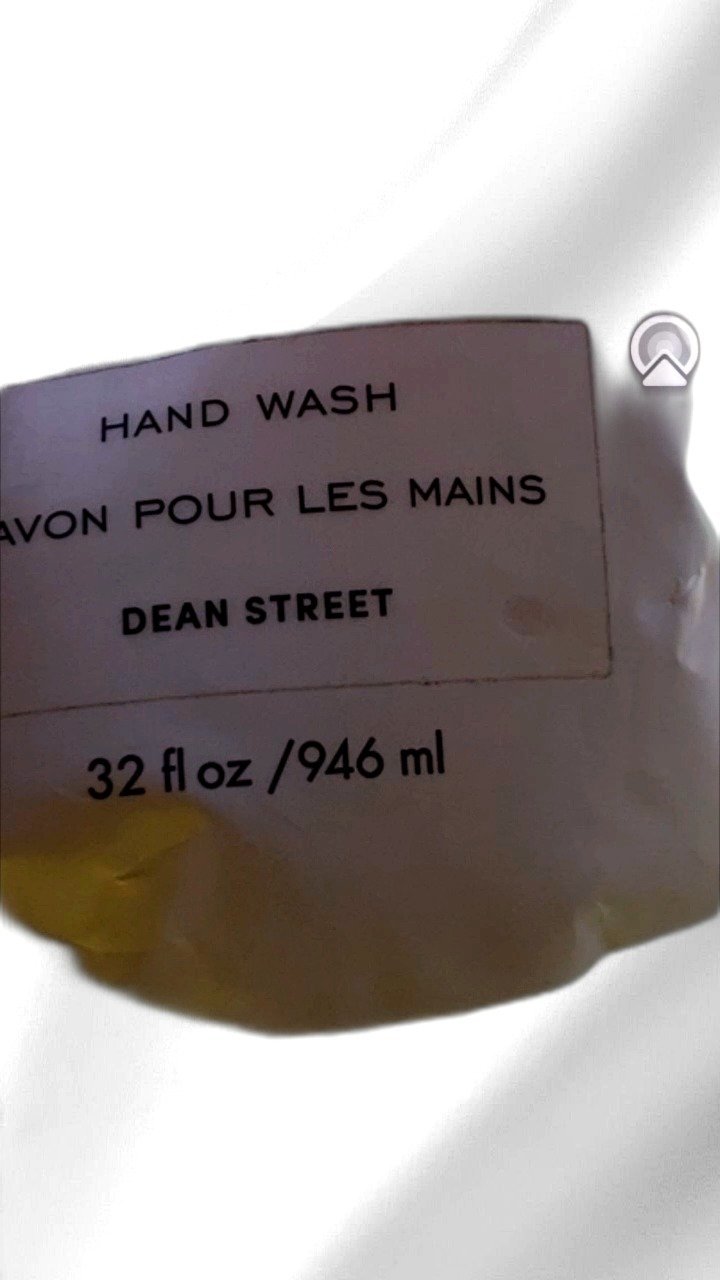 HAND WASH
AVON POUR LES MAINS
DEAN STREET
32 fl oz /946 ml